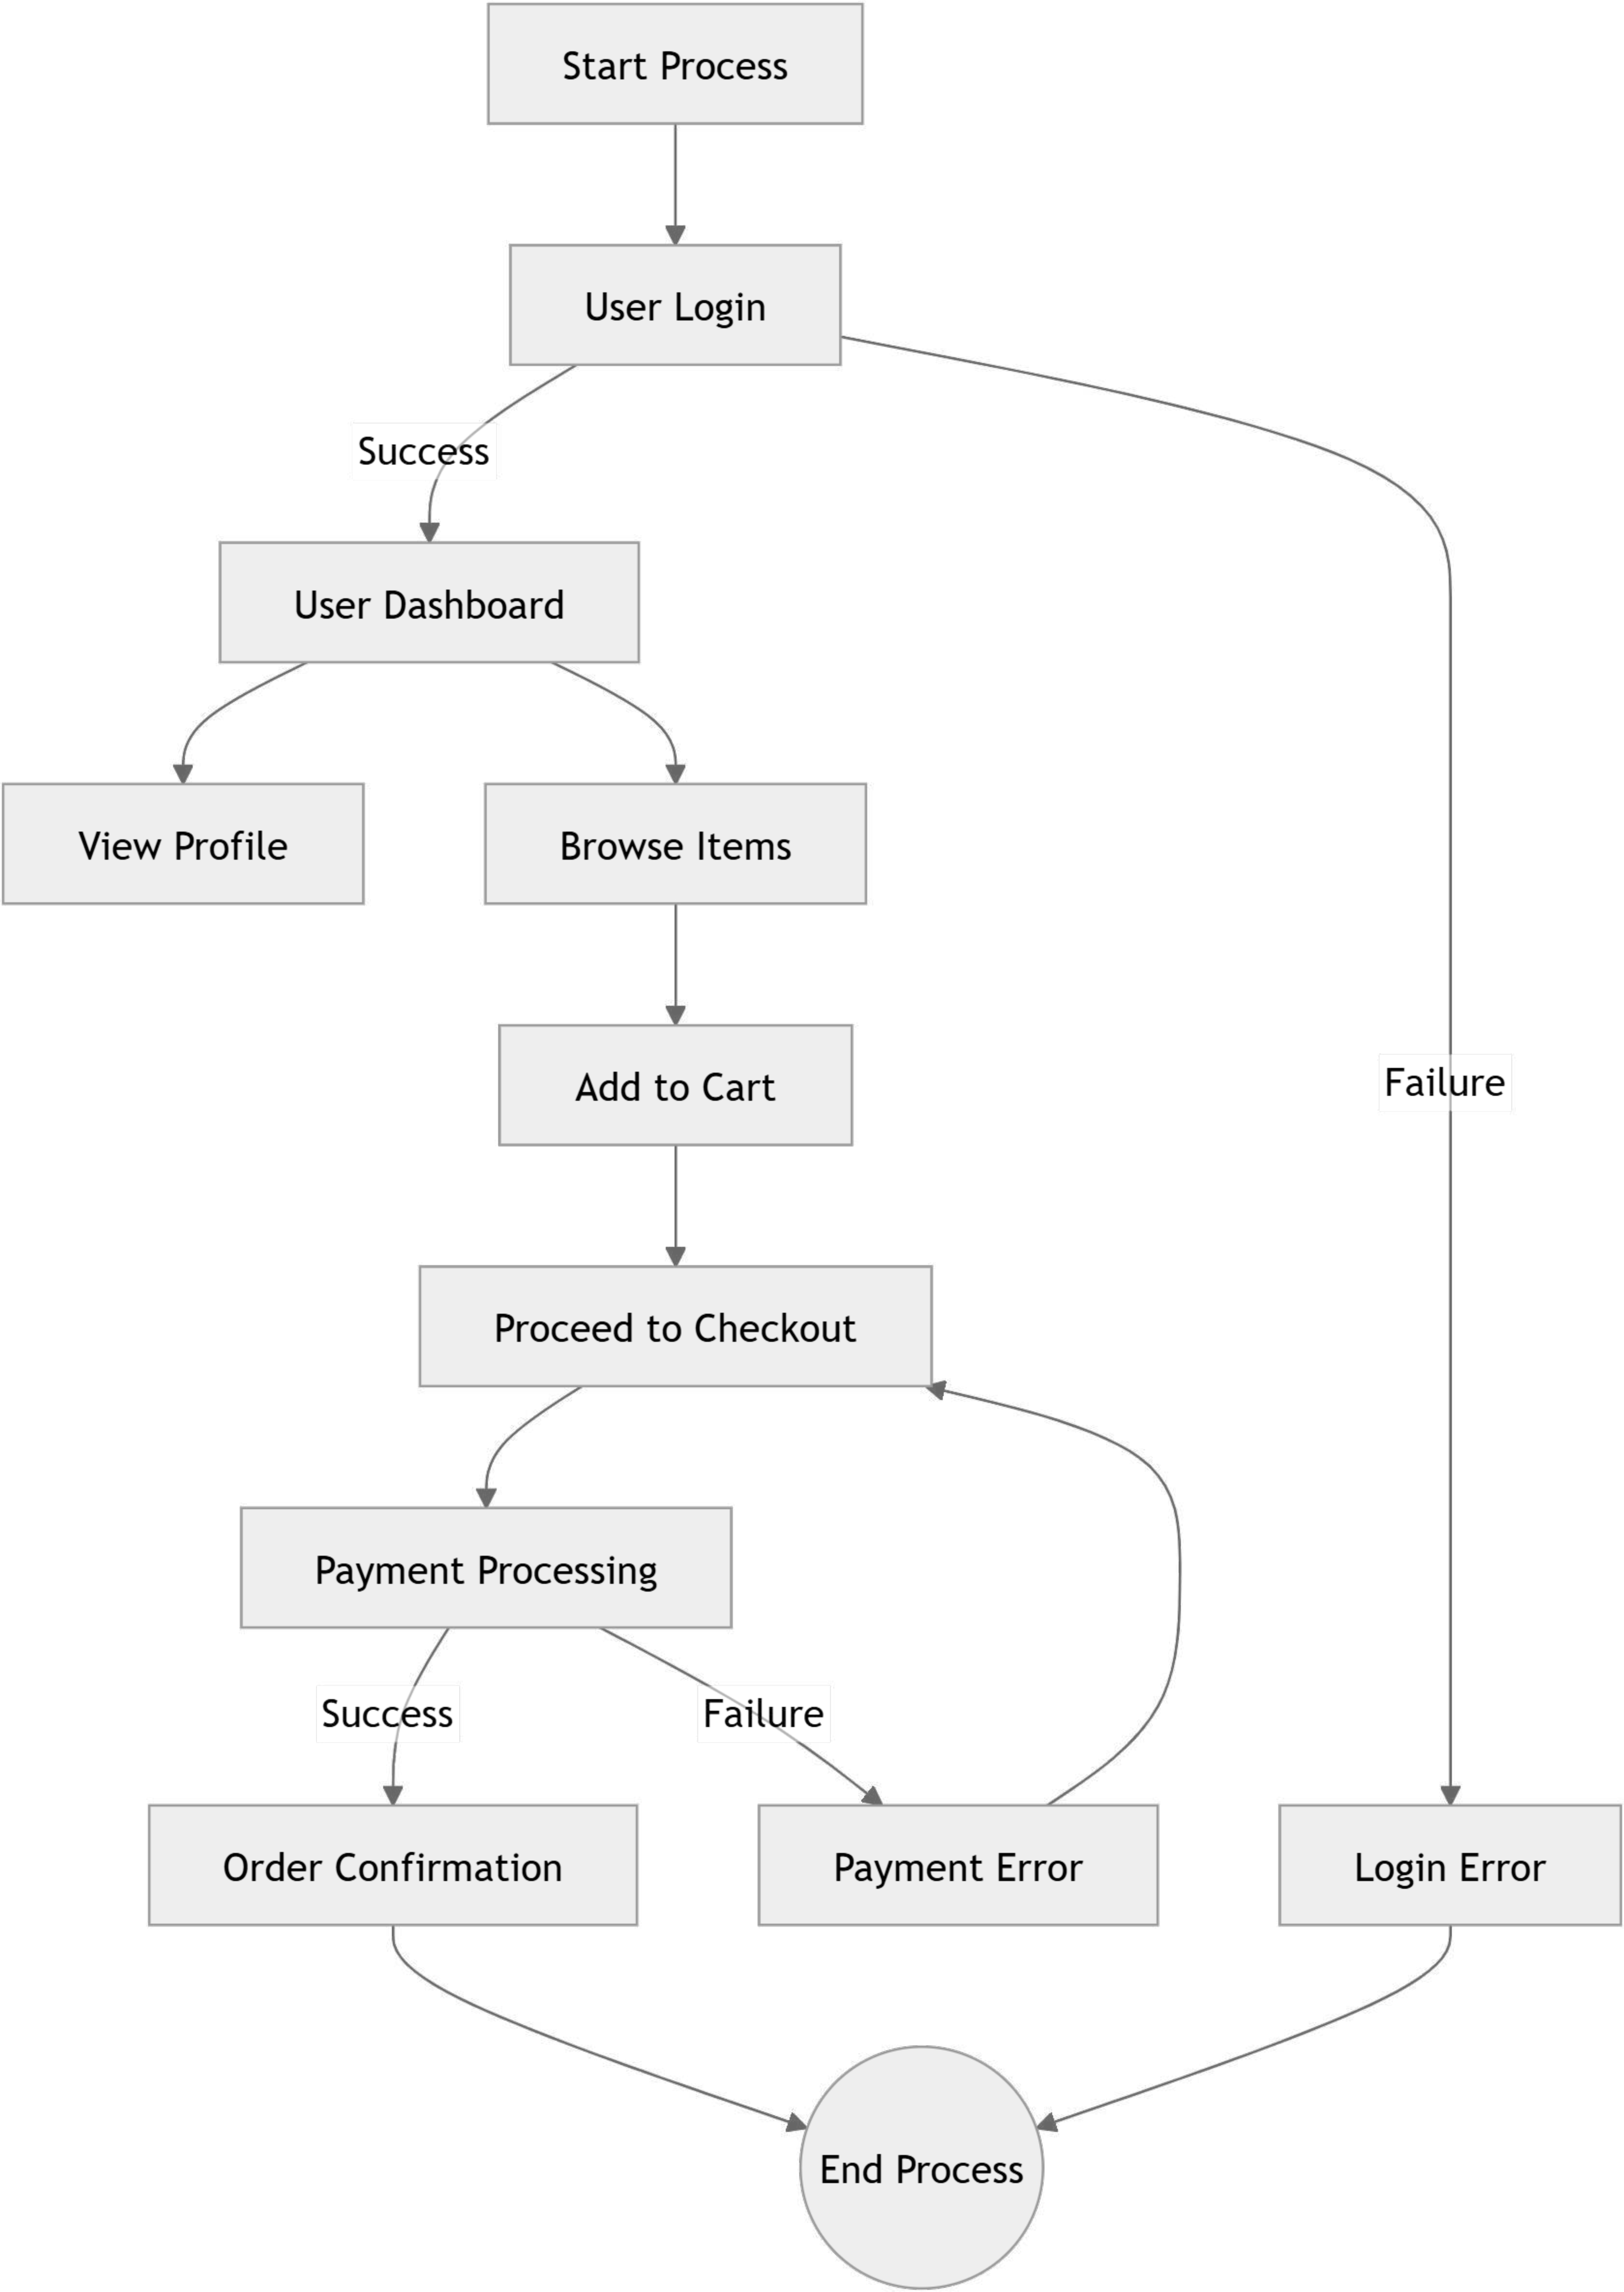 Start Process
User Login
Success
User Dashboard
View Profile
Browse Items
Add to Cart
Failure
Proceed to Checkout
Payment Processing
Success
Failure
Order Confirmation
Payment Error
Login Error
End Process